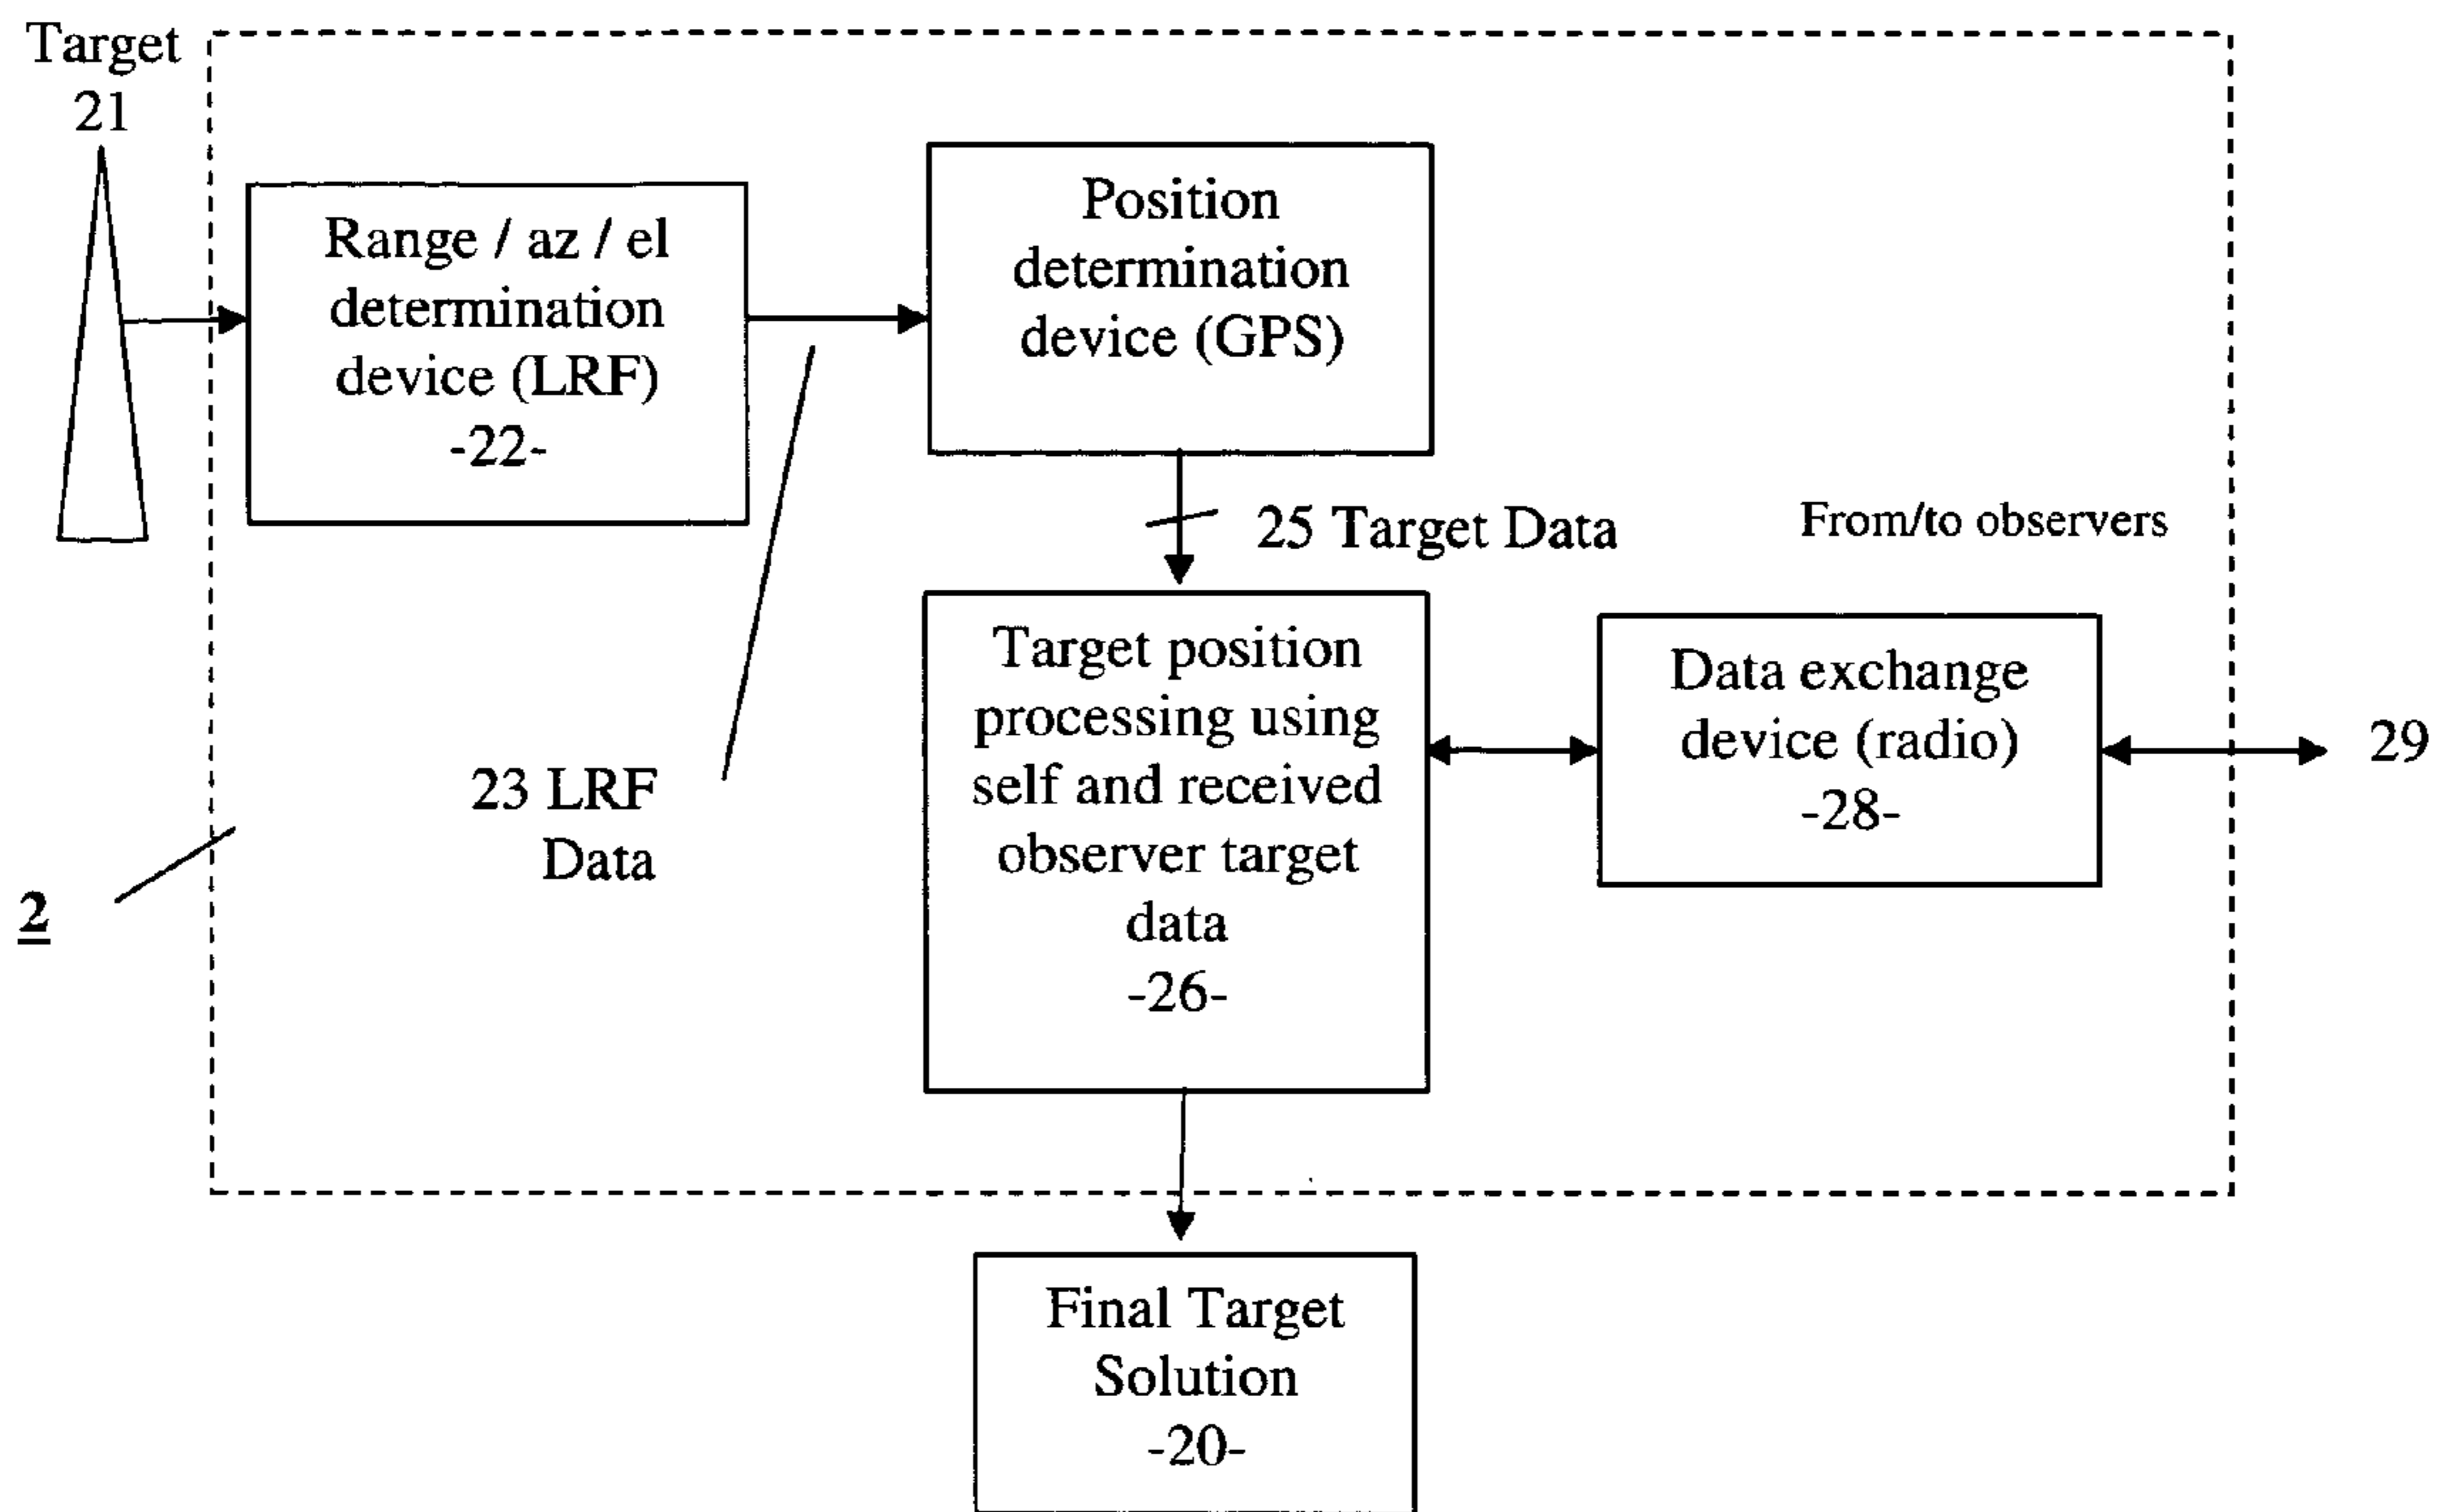 Target
21
Range / az / el
determination
device (LRF)
-22-
Position
determination
device (GPS)
25 Target Data
From/to observers
Target position
processing using
self and received
observer target
data
-26-
Data exchange
device (radio)
-28-
29
23 LRF
Data
2
Final Target
Solution
-20-